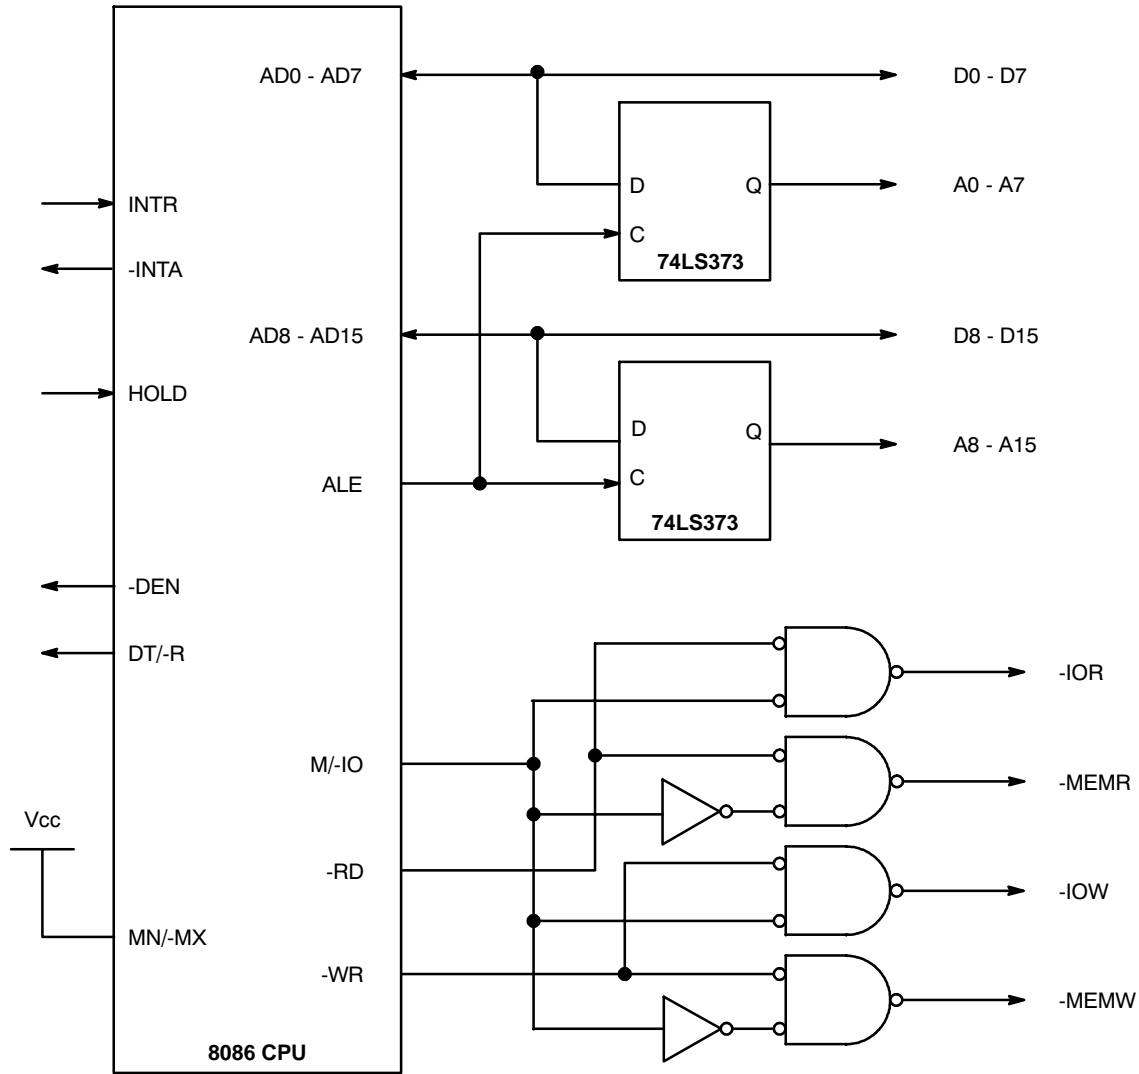 AD0 - AD7
D0 - D7
D
Q
A0 - A7
INTR
C
74LS373
-INTA
AD8 - AD15
D8 - D15
HOLD
D
Q
A8 - A15
ALE
C
74LS373
-DEN
DT/-R
-IOR
M/-IO
-MEMR
Vcc
-RD
-IOW
MN/-MX
-WR
-MEMW
8086 CPU